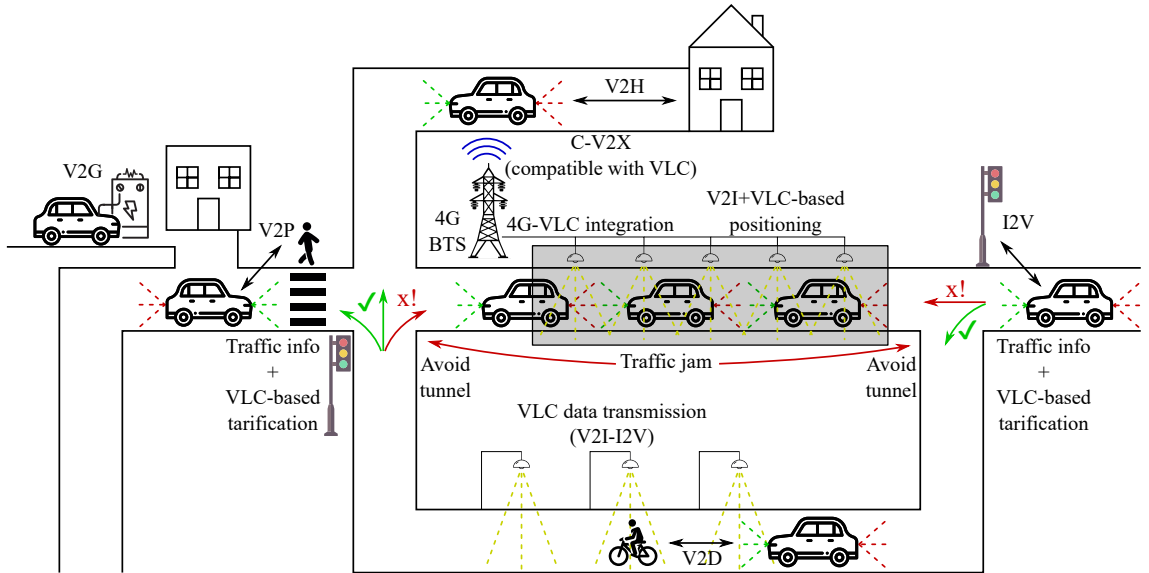 V2H
C-V2X
(compatible with VLC)
V2G
V2P
4G
BTS
4G-VLC integration
V2I+VLC-based
positioning
I2V
x!
x!
Traffic info
+
VLC-based
tarification
Avoid
tunnel
Traffic jam
Avoid
tunnel
Traffic info
+
VLC-based
tarification
VLC data transmission
(V2I-I2V)
V2D